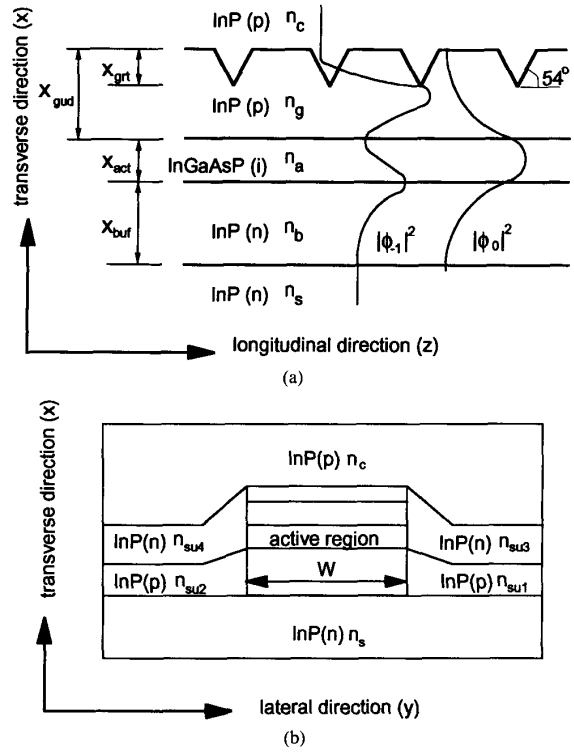 transverse direction (x)
InP (p) n_c
X_grt
X_gud
54°
InP (p) n_g
X_act
InGaAsP (i) n_a
X_buf
InP (n) n_b
|ϕ_-1|²
|ϕ_0|²
InP (n) n_s
longitudinal direction (z)
(a)
transverse direction (x)
InP(p) n_c
InP(n) n_su4
active region
InP(n) n_su3
InP(p) n_su2
W
InP(p) n_su1
InP(n) n_s
lateral direction (y)
(b)